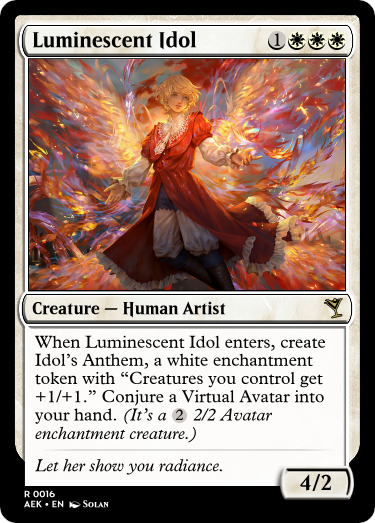 Luminescent Idol 1
Creature — Human Artist
When Luminescent Idol enters, create
Idol's Anthem, a white enchantment
token with “Creatures you control get
+1/+1.” Conjure a Virtual Avatar into
your hand. (It's a 2 2/2 Avatar
enchantment creature.)
Let her show you radiance.
4/2
R 0016
AEK • EN Solan